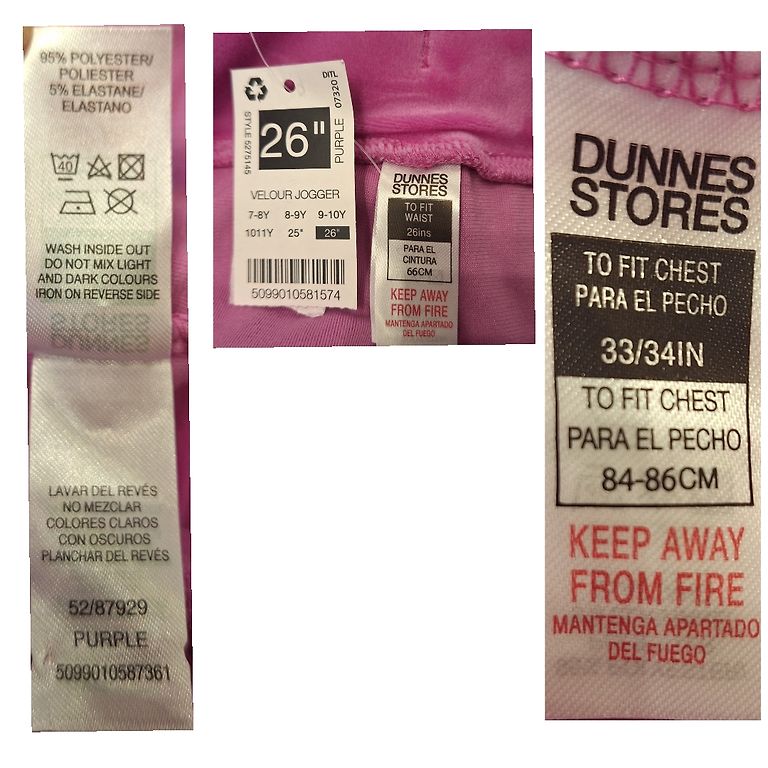 95% POLYESTER/
POLIESTER
5% ELASTANE/
ELASTANO
40
WASH INSIDE OUT
DO NOT MIX LIGHT
AND DARK COLOURS
IRON ON REVERSE SIDE
LAVAR DEL REVÉS
NO MEZCLAR
COLORES CLAROS
CON OSCUROS
PLANCHAR DEL REVÉS
52/87929
PURPLE
5099010587361
STYLE 5275145
26"
PURPLE
07320 F
VELOUR JOGGER
7-8Y 8-9Y 9-10Y
1011Y 25" 26"
5099010581574
DUNNES
STORES
TO FIT
WAIST
26ins
PARA EL
CINTURA
66CM
KEEP AWAY
FROM FIRE
MANTENGA APARTADO
DEL FUEGO
DUNNES
STORES
TO FIT CHEST
PARA EL PECHO
33/34IN
TO FIT CHEST
PARA EL PECHO
84-86CM
KEEP AWAY
FROM FIRE
MANTENGA APARTADO
DEL FUEGO